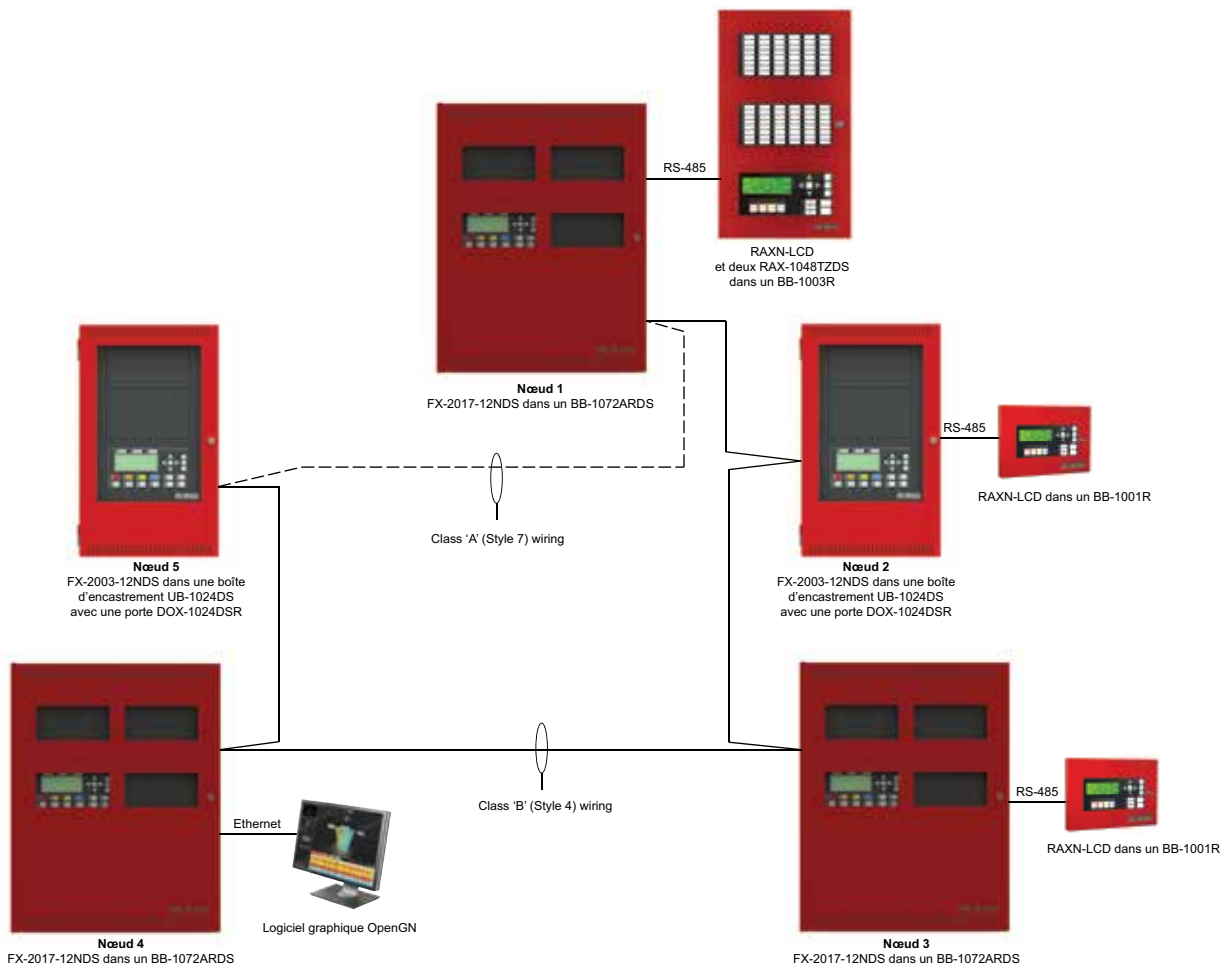 RS-485
RAXN-LCD
et deux RAX-1048TZDS
dans un BB-1003R
Nœud 1
FX-2017-12NDS dans un BB-1072ARDS
RS-485
RAXN-LCD dans un BB-1001R
Class ‘A’ (Style 7) wiring
Nœud 5
FX-2003-12NDS dans une boîte
d’encastrement UB-1024DS
avec une porte DOX-1024DSR
Nœud 2
FX-2003-12NDS dans une boîte
d’encastrement UB-1024DS
avec une porte DOX-1024DSR
Class ‘B’ (Style 4) wiring
Ethernet
RS-485
RAXN-LCD dans un BB-1001R
Logiciel graphique OpenGN
Nœud 4
FX-2017-12NDS dans un BB-1072ARDS
Nœud 3
FX-2017-12NDS dans un BB-1072ARDS